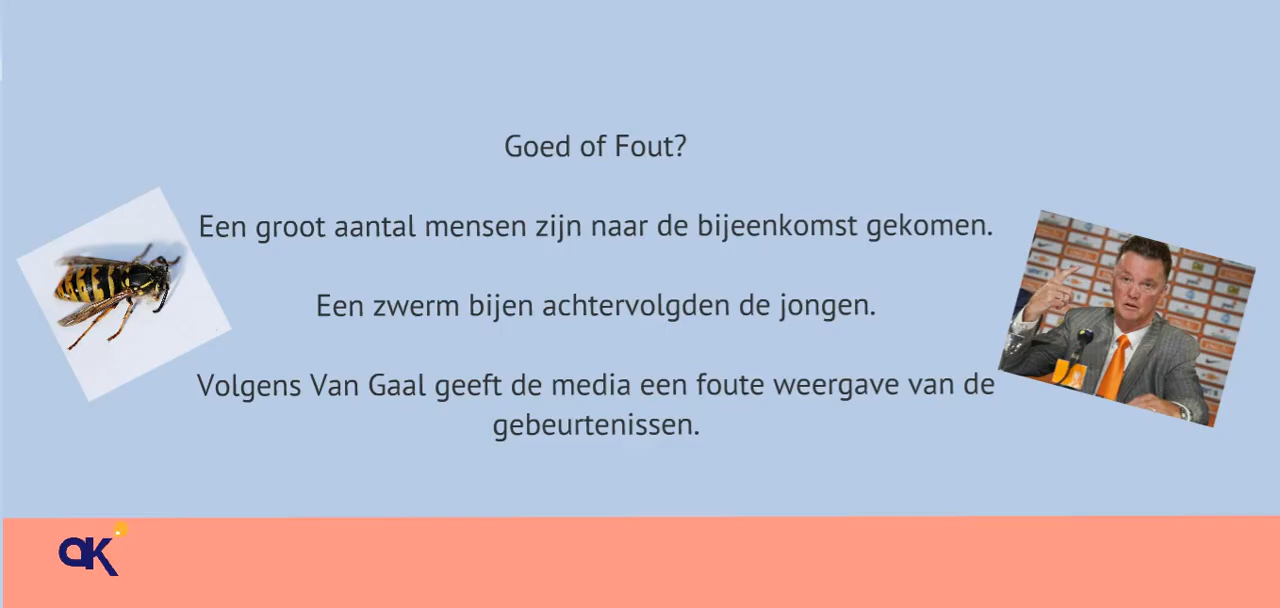 Goed of Fout?
Een groot aantal mensen zijn naar de bijeenkomst gekomen.
Een zwerm bijen achtervolgden de jongen.
Volgens Van Gaal geeft de media een foute weergave van de
gebeurtenissen.
aK